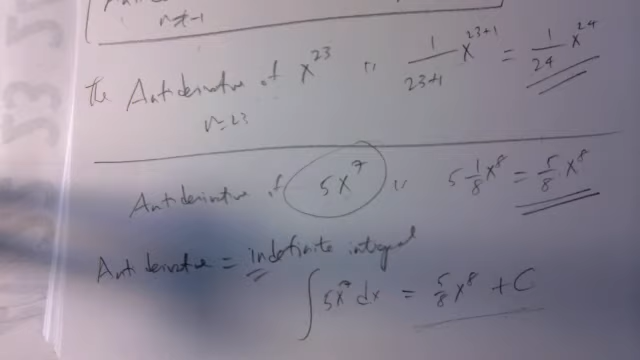 n≠-1
the Antiderivative of x^23 is 1/(23+1) x^(23+1) = 1/24 x^24
n=23
Antiderivative of 5x^7 is 5 1/8 x^8 = 5/8 x^8
Antiderivative = indefinite integral
∫ 5x^7 dx = 5/8 x^8 + C